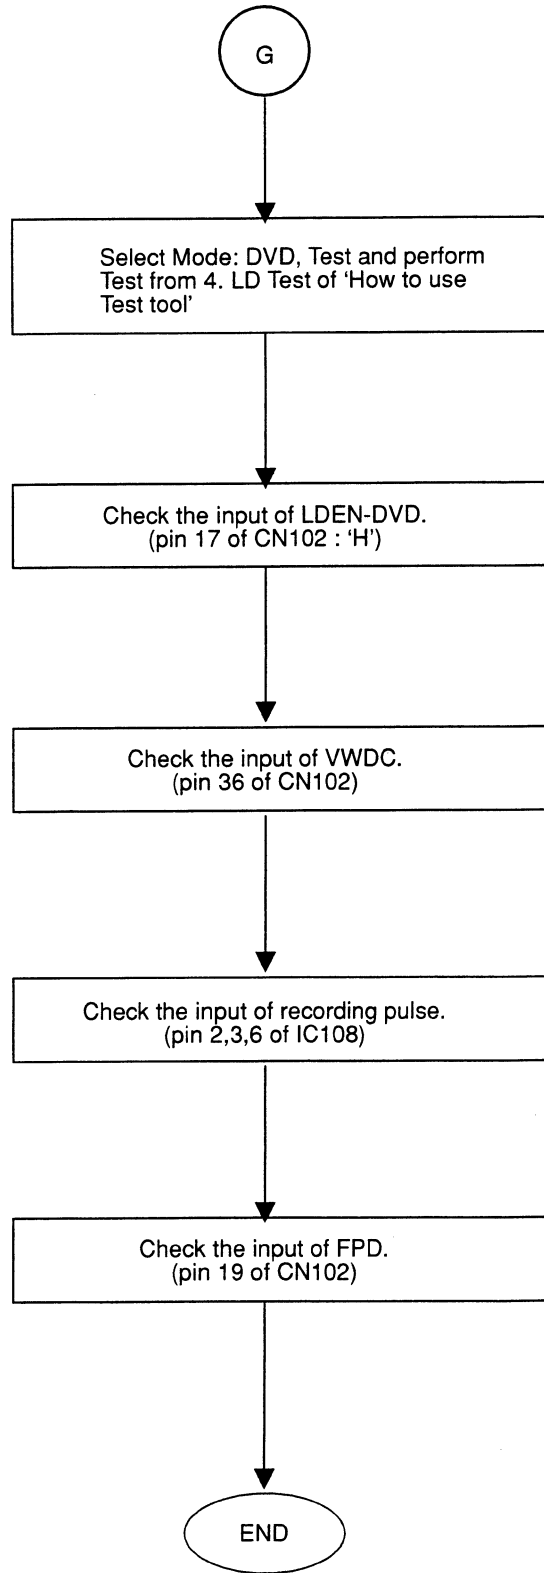 G
Select Mode: DVD, Test and perform
Test from 4. LD Test of ‘How to use
Test tool’
Check the input of LDEN-DVD.
(pin 17 of CN102 : ‘H’)
Check the input of VWDC.
(pin 36 of CN102)
Check the input of recording pulse.
(pin 2,3,6 of IC108)
Check the input of FPD.
(pin 19 of CN102)
END